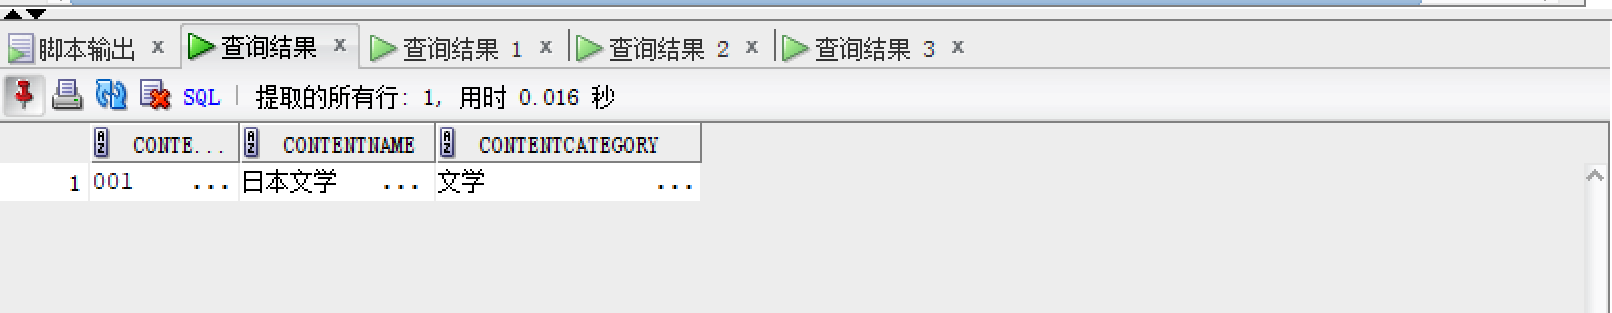 脚本输出 x 查询结果 x 查询结果 1 x 查询结果 2 x 查询结果 3 x
SQL | 提取的所有行: 1, 用时 0.016 秒
CONTE... CONTENTNAME CONTENTCATEGORY
1 001 ... 日本文学 ... 文学 ...